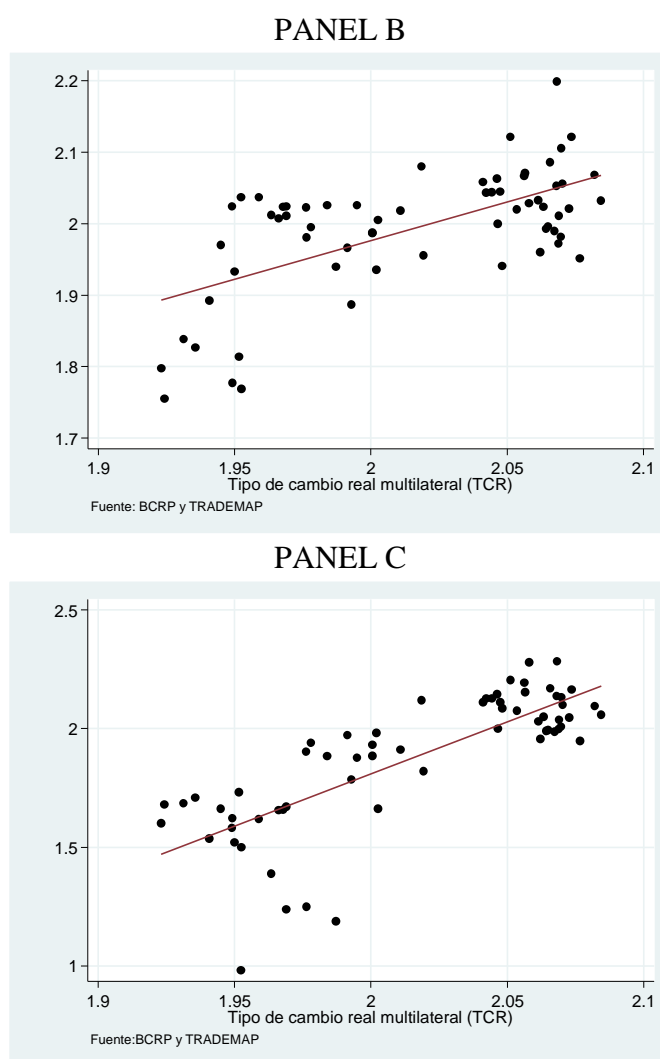 PANEL B
2.2
2.1
2
1.9
1.8
1.7
1.9 1.95 2 2.05 2.1
Tipo de cambio real multilateral (TCR)
Fuente: BCRP y TRADEMAP
PANEL C
2.5
2
1.5
1
1.9 1.95 2 2.05 2.1
Tipo de cambio real multilateral (TCR)
Fuente:BCRP y TRADEMAP